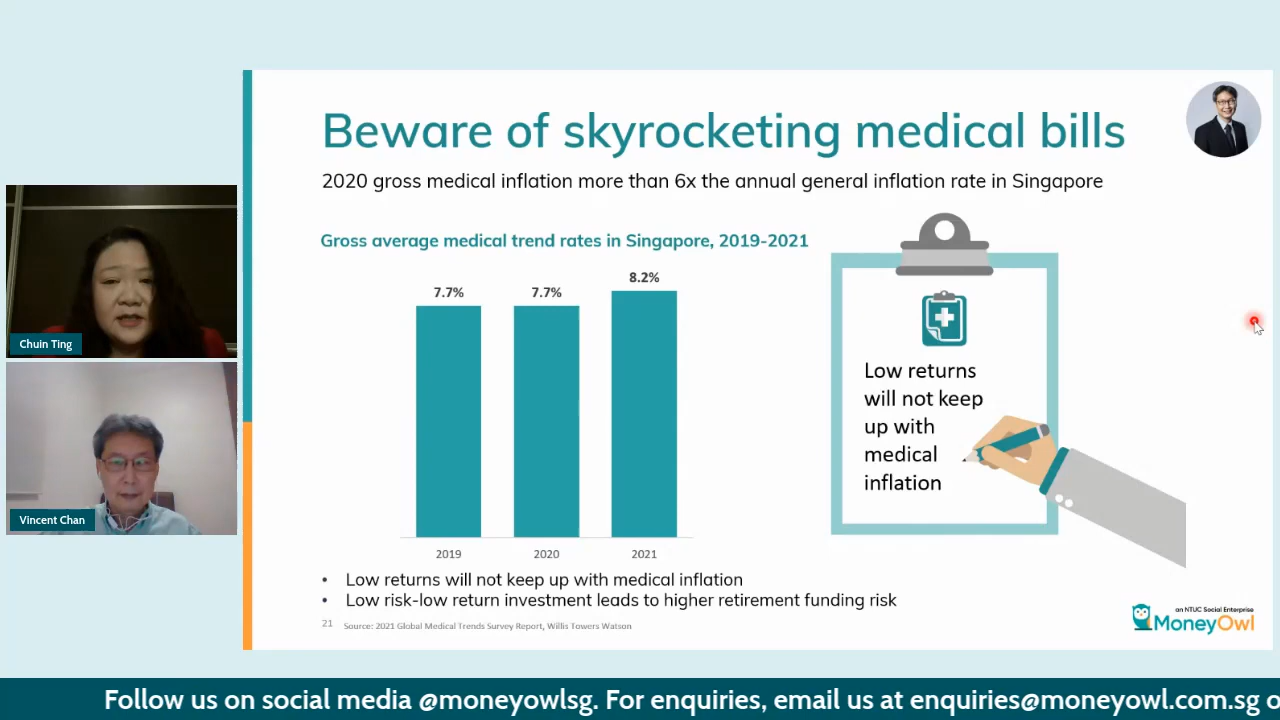 Beware of skyrocketing medical bills
2020 gross medical inflation more than 6x the annual general inflation rate in Singapore
Gross average medical trend rates in Singapore, 2019-2021
7.7%
7.7%
8.2%
2019
2020
2021
Low returns
will not keep
up with
medical
inflation
• Low returns will not keep up with medical inflation
• Low risk-low return investment leads to higher retirement funding risk
21 Source: 2021 Global Medical Trends Survey Report, Willis Towers Watson
an NTUC Social Enterprise
MoneyOwl
Chuin Ting
Vincent Chan
Follow us on social media @moneyowlsg. For enquiries, email us at enquiries@moneyowl.com.sg o